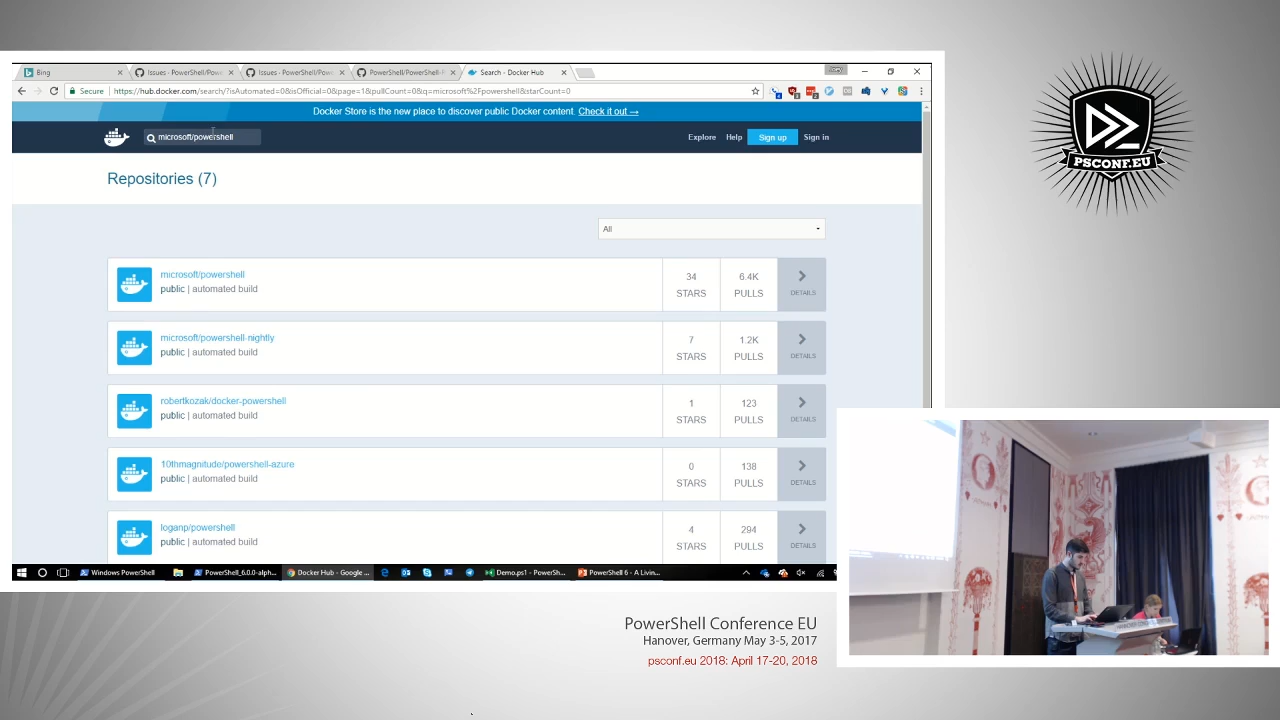 Bing
Issues · PowerShell/Powe
Issues · PowerShell/Powe
PowerShell/PowerShell-
Search - Docker Hub
Secure
https://hub.docker.com/search/?isAutomated=0&isOfficial=0&page=1&pullCount=0&q=microsoft%2Fpowershell&starCount=0
Docker Store is the new place to discover public Docker content. Check it out →
microsoft/powershell
Explore
Help
Sign up
Sign in
Repositories (7)
All
microsoft/powershell
public | automated build
34
STARS
6.4K
PULLS
DETAILS
microsoft/powershell-nightly
public | automated build
7
STARS
1.2K
PULLS
DETAILS
robertkozak/docker-powershell
public | automated build
1
STARS
123
PULLS
DETAILS
10thmagnitude/powershell-azure
public | automated build
0
STARS
138
PULLS
DETAILS
loganp/powershell
public | automated build
4
STARS
294
PULLS
DETAILS
Windows PowerShell
PowerShell_6.0.0-alph...
Docker Hub - Google ...
Demo.ps1 - PowerSh...
PowerShell 6 - A Livin...
PSCONF.EU
PowerShell Conference EU
Hanover, Germany May 3-5, 2017
psconf.eu 2018: April 17-20, 2018